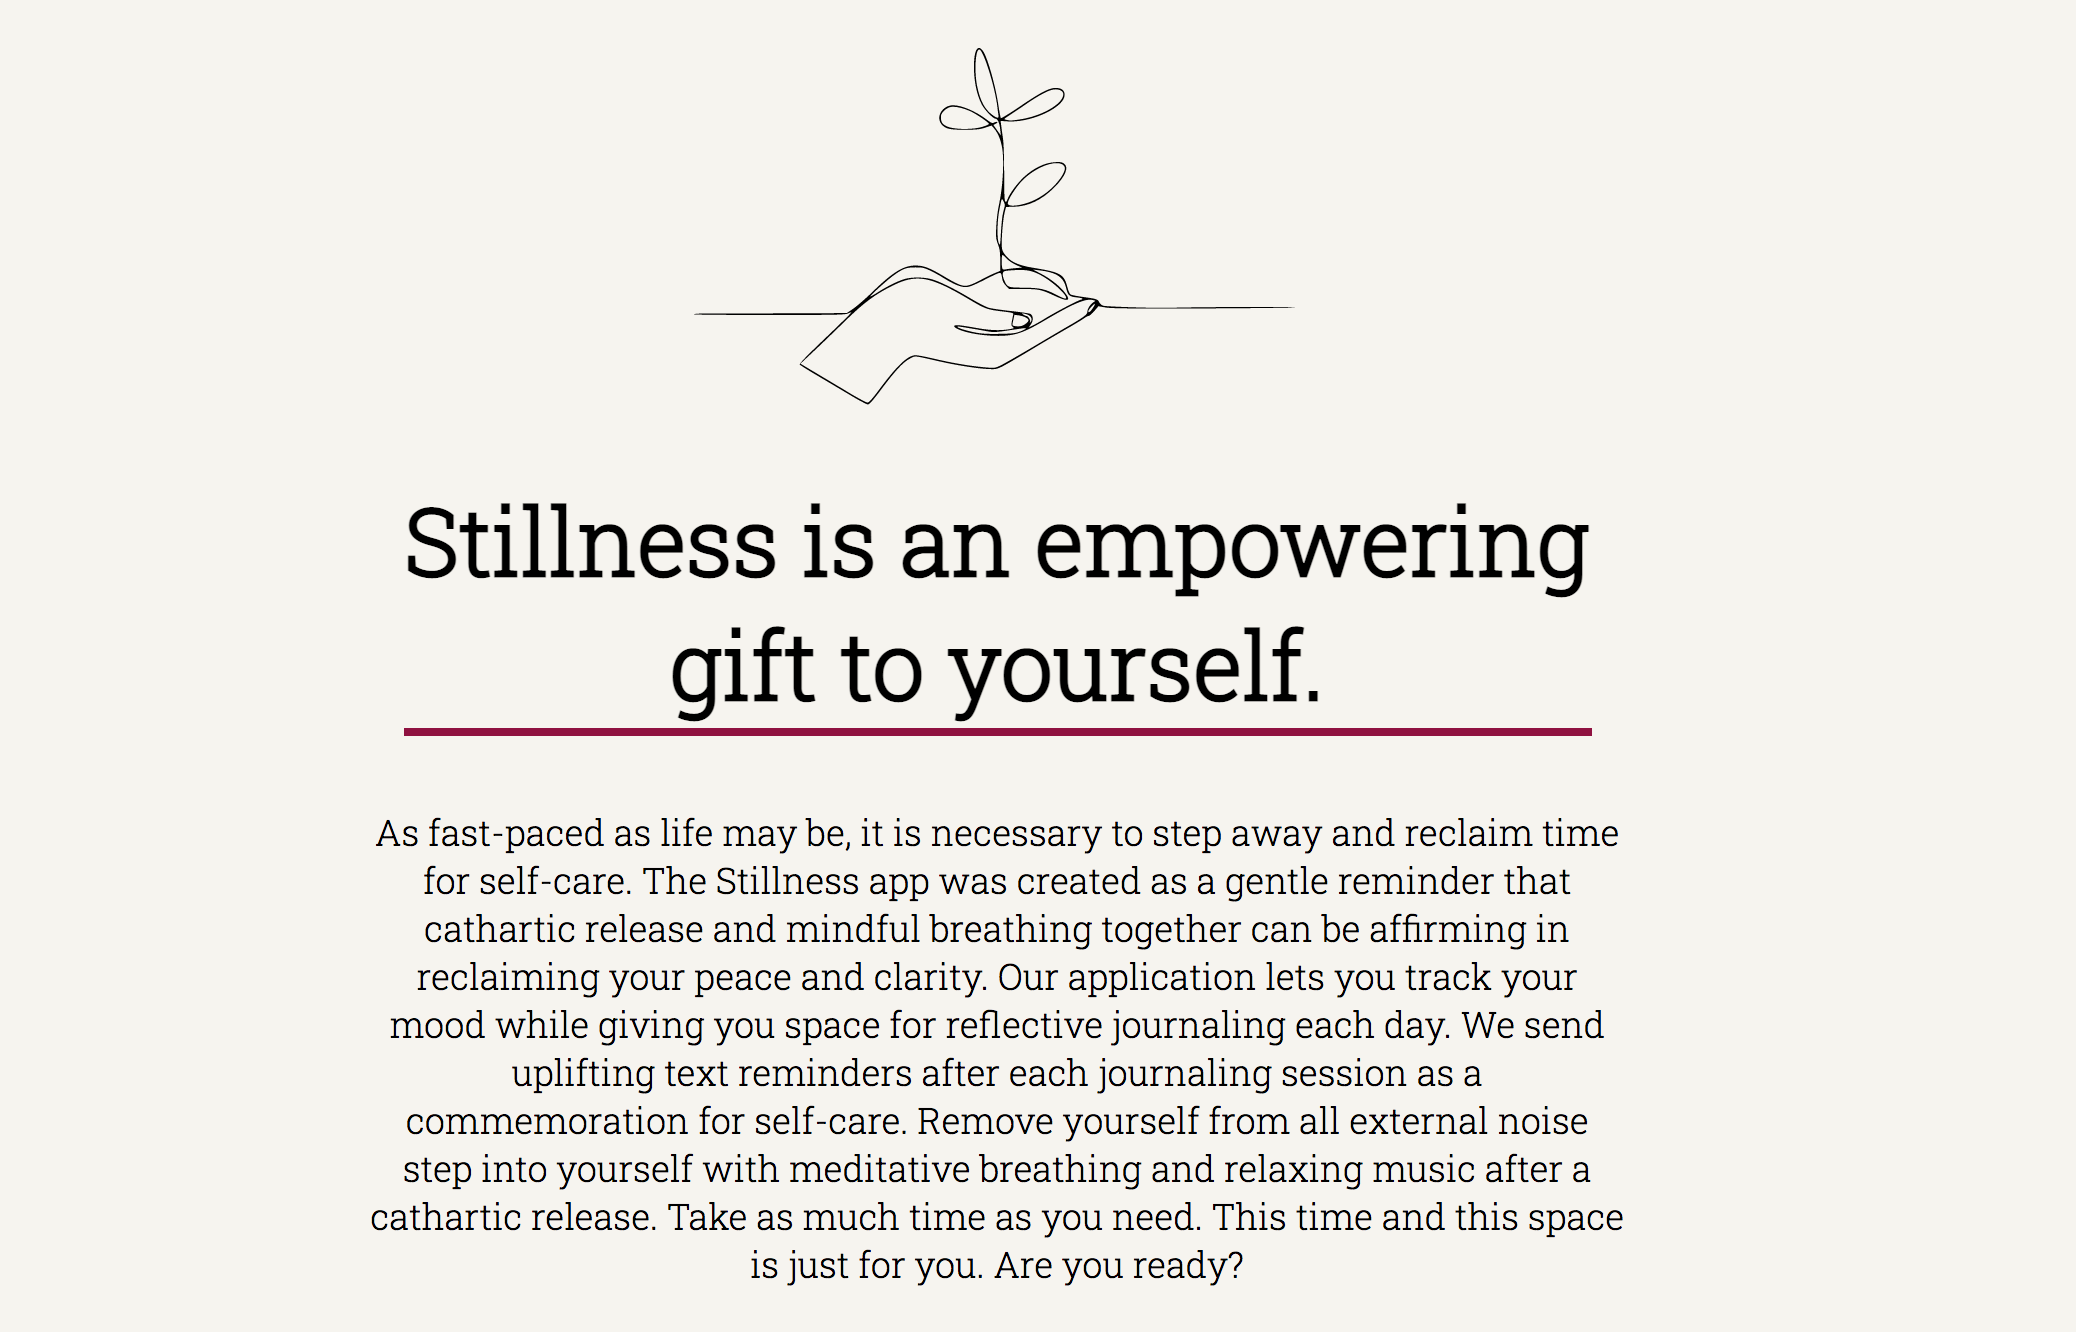 Stillness is an empowering
gift to yourself.
As fast-paced as life may be, it is necessary to step away and reclaim time
for self-care. The Stillness app was created as a gentle reminder that
cathartic release and mindful breathing together can be affirming in
reclaiming your peace and clarity. Our application lets you track your
mood while giving you space for reflective journaling each day. We send
uplifting text reminders after each journaling session as a
commemoration for self-care. Remove yourself from all external noise
step into yourself with meditative breathing and relaxing music after a
cathartic release. Take as much time as you need. This time and this space
is just for you. Are you ready?